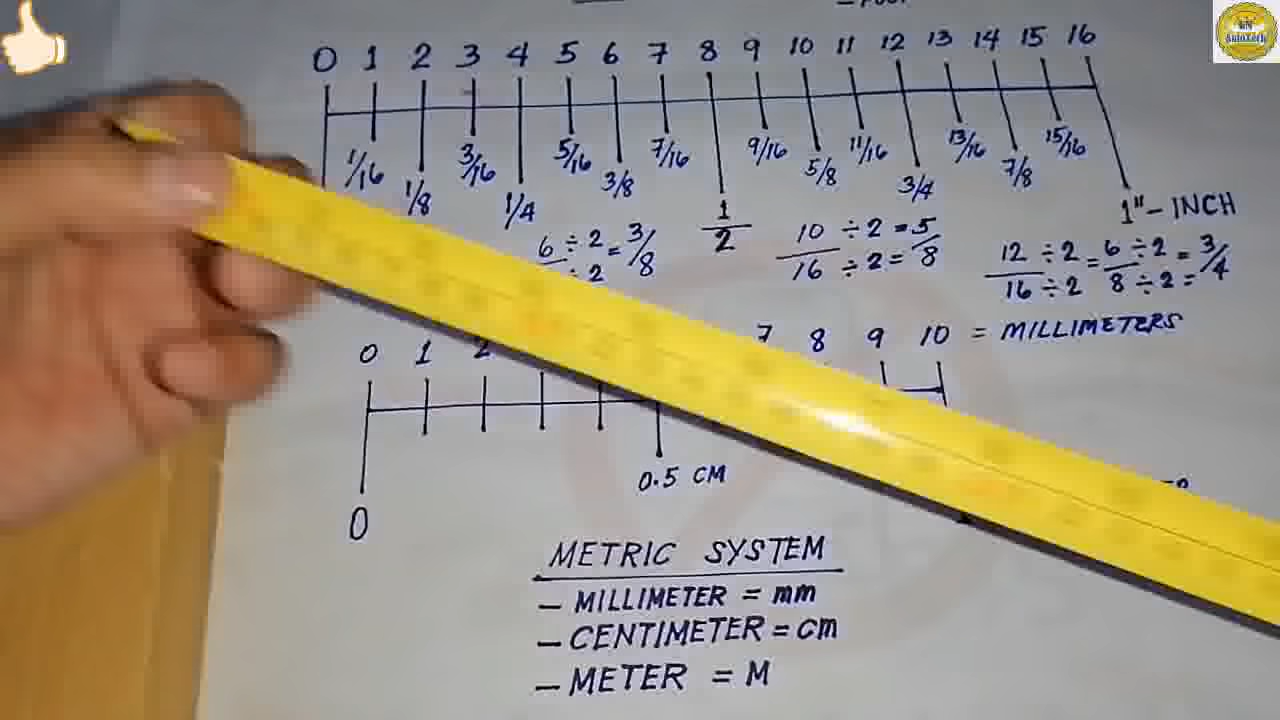 0 1 2 3 4 5 6 7 8 9 10 11 12 13 14 15 16
1/16 1/8 3/16 1/4 5/16 3/8 7/16 1/2 9/16 5/8 11/16 3/4 13/16 7/8 15/16 1"-INCH
6 ÷ 2 = 3/8
÷ 2
10 ÷ 2 = 5/8
16 ÷ 2 =
12 ÷ 2 = 6 ÷ 2 = 3/4
16 ÷ 2 8 ÷ 2 =
0 1 2 7 8 9 10 = MILLIMETERS
0.5 CM
0
METRIC SYSTEM
- MILLIMETER = mm
- CENTIMETER = cm
- METER = M